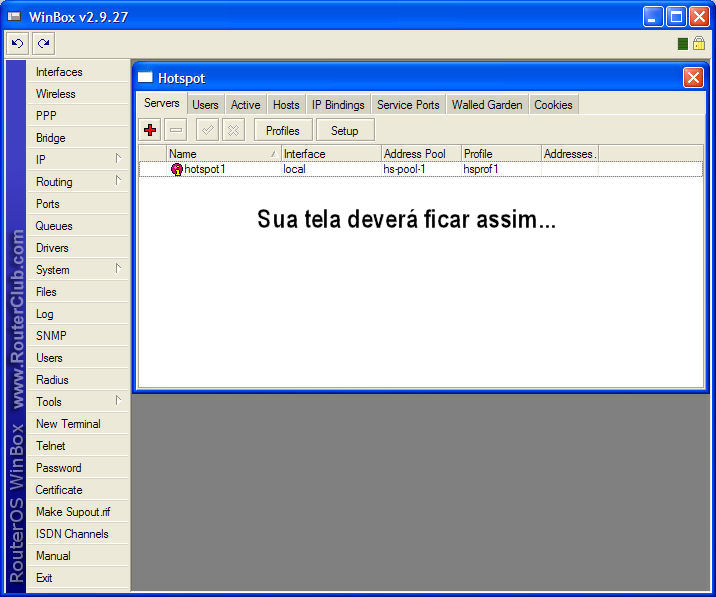 WinBox v2.9.27
Interfaces
Wireless
PPP
Bridge
IP
Routing
Ports
Queues
Drivers
System
Files
Log
SNMP
Users
Radius
Tools
New Terminal
Telnet
Password
Certificate
Make Supout.rif
ISDN Channels
Manual
Exit
RouterOS WinBox www.RouterClub.com
Hotspot
Servers Users Active Hosts IP Bindings Service Ports Walled Garden Cookies
Profiles Setup
Name Interface Address Pool Profile Addresses .
hotspot1 local hs-pool-1 hsprof1
Sua tela deverá ficar assim...